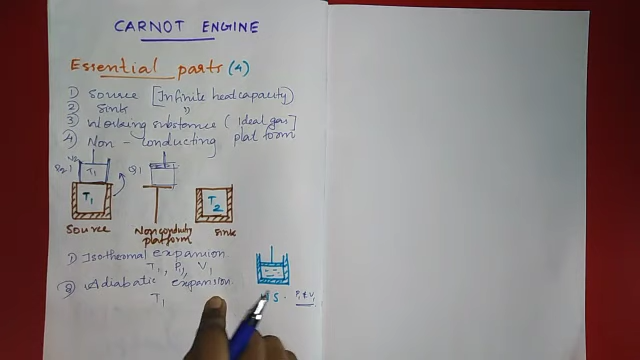 CARNOT ENGINE
Essential parts (4)
① Source [Infinite heat capacity)
② Sink "
③ Working substance ( Ideal gas]
④ Non - conducting plat form
T1
T1
T2
Source
Non conducting platform
Sink
① Isothermal expansion
T1, P1, V1
② Adiabatic expansion
T1
S. P1 & V1